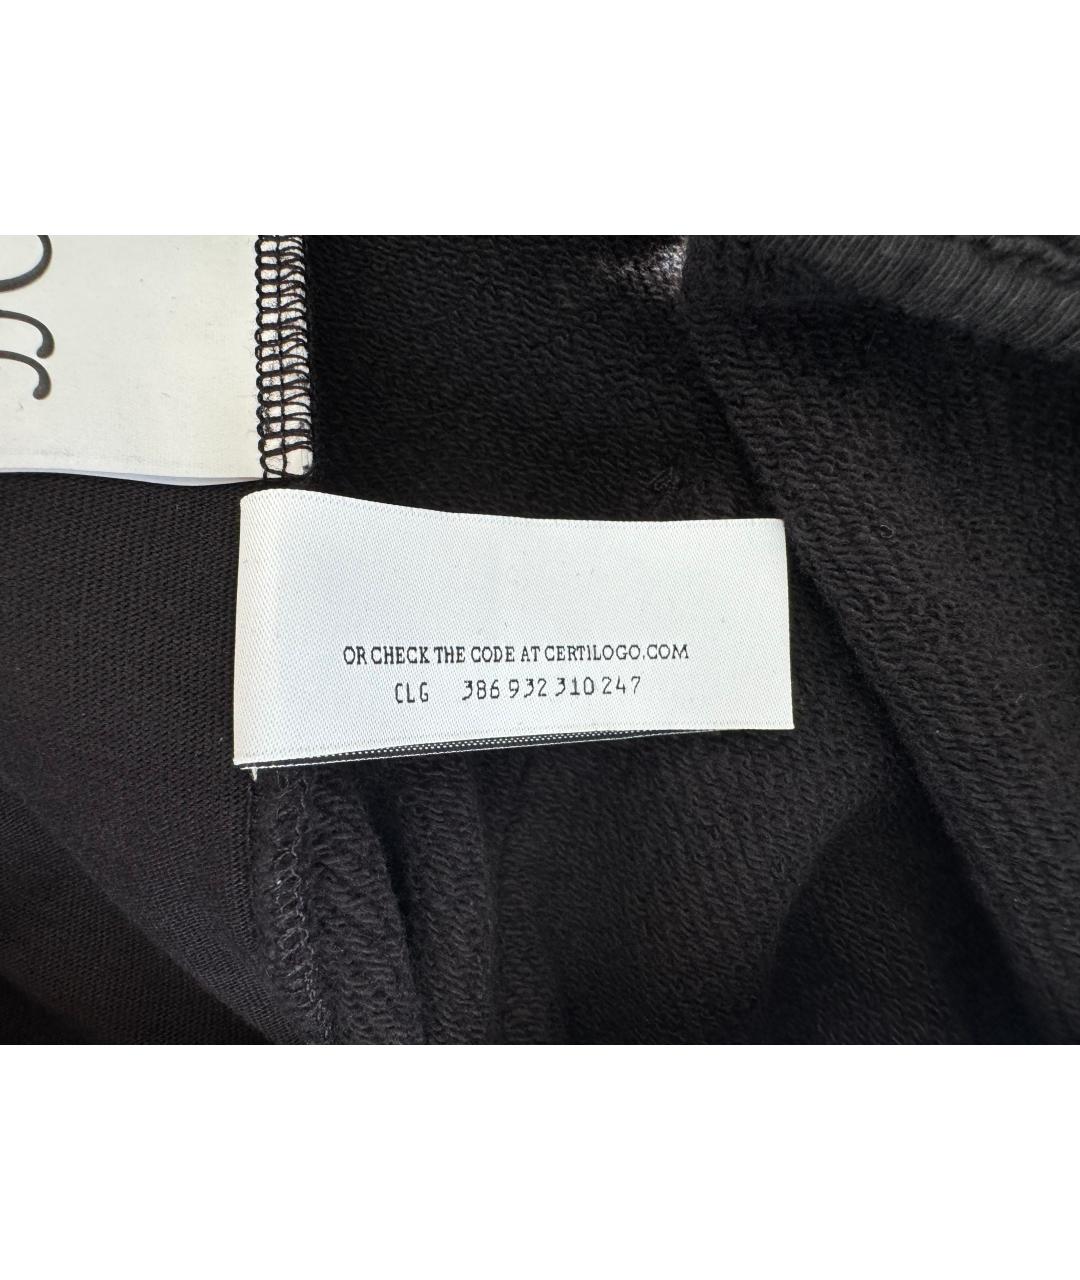 OR CHECK THE CODE AT CERTILOGO.COM
CLG 386 932 310 247